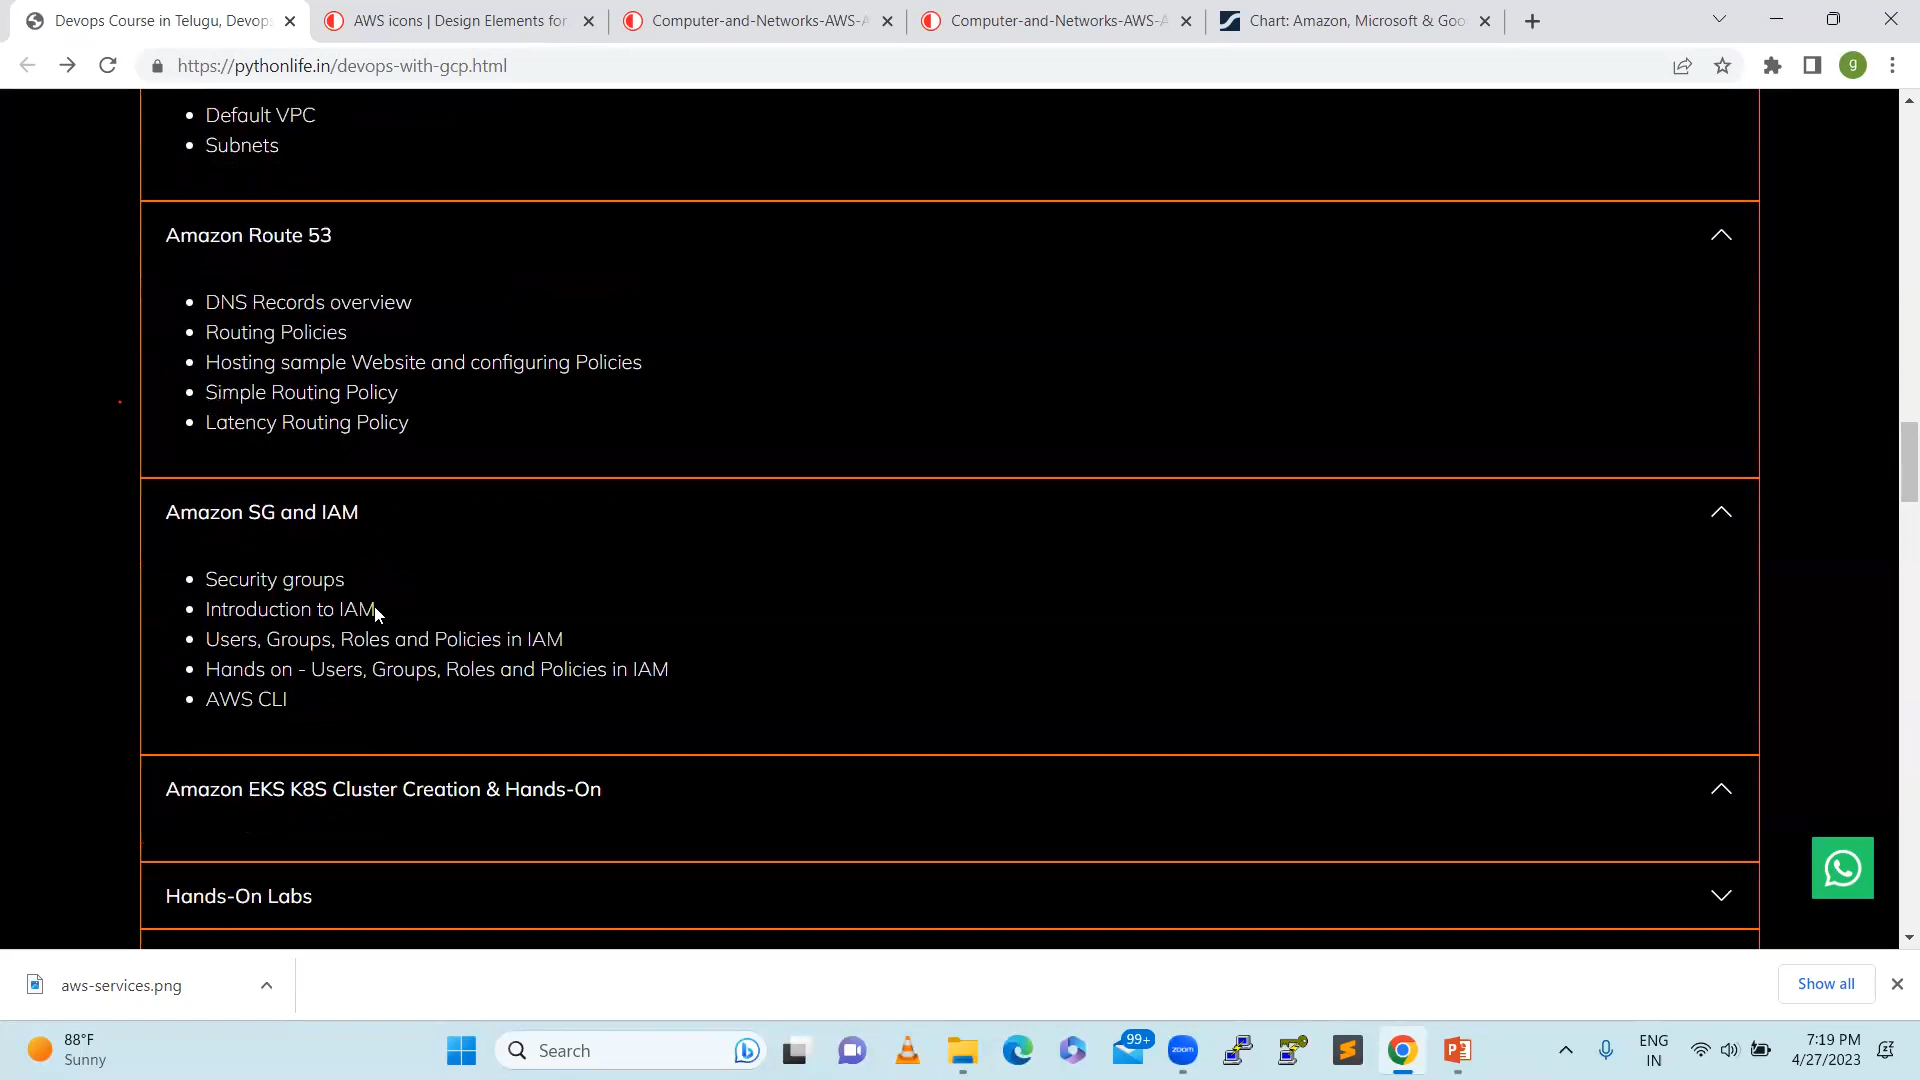 Devops Course in Telugu, Devops
AWS icons | Design Elements for
Computer-and-Networks-AWS-A
Computer-and-Networks-AWS-A
Chart: Amazon, Microsoft & Goo
https://pythonlife.in/devops-with-gcp.html
g
Default VPC
Subnets
Amazon Route 53
DNS Records overview
Routing Policies
Hosting sample Website and configuring Policies
Simple Routing Policy
Latency Routing Policy
Amazon SG and IAM
Security groups
Introduction to IAM
Users, Groups, Roles and Policies in IAM
Hands on - Users, Groups, Roles and Policies in IAM
AWS CLI
Amazon EKS K8S Cluster Creation & Hands-On
Hands-On Labs
aws-services.png
Show all
88°F
Sunny
Search
99+
zoom
ENG
IN
7:19 PM
4/27/2023